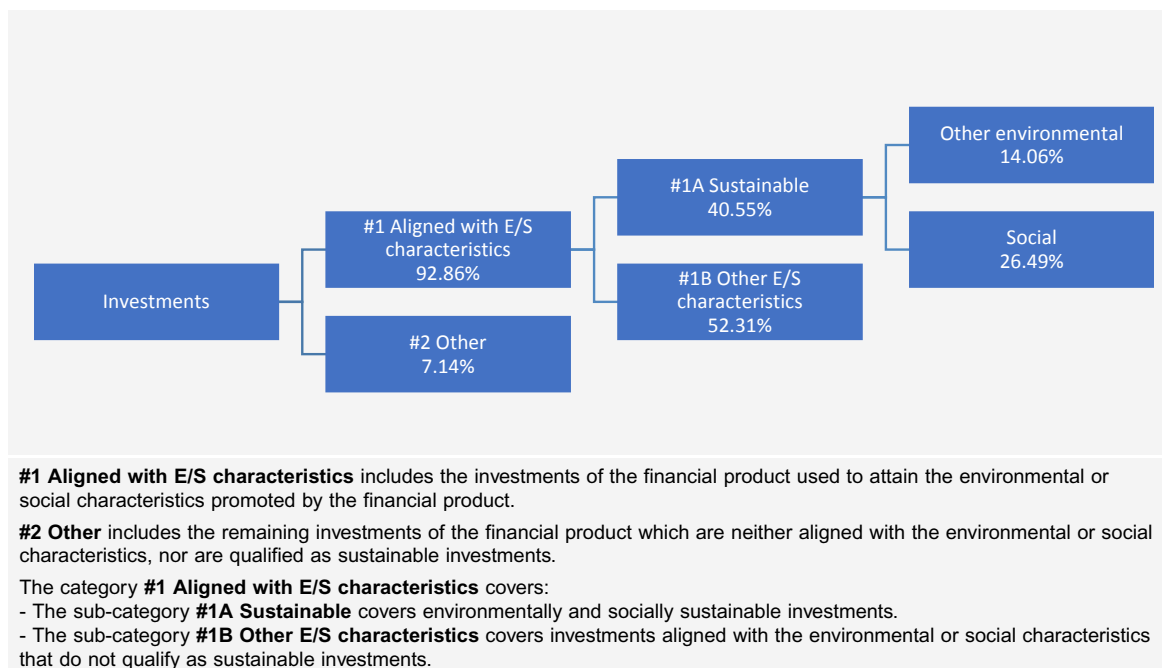 Other environmental
14.06%
#1A Sustainable
40.55%
#1 Aligned with E/S
characteristics
92.86%
Social
26.49%
Investments
#1B Other E/S
characteristics
52.31%
#2 Other
7.14%
#1 Aligned with E/S characteristics includes the investments of the financial product used to attain the environmental or
social characteristics promoted by the financial product.
#2 Other includes the remaining investments of the financial product which are neither aligned with the environmental or social
characteristics, nor are qualified as sustainable investments.
The category #1 Aligned with E/S characteristics covers:
- The sub-category #1A Sustainable covers environmentally and socially sustainable investments.
- The sub-category #1B Other E/S characteristics covers investments aligned with the environmental or social characteristics
that do not qualify as sustainable investments.